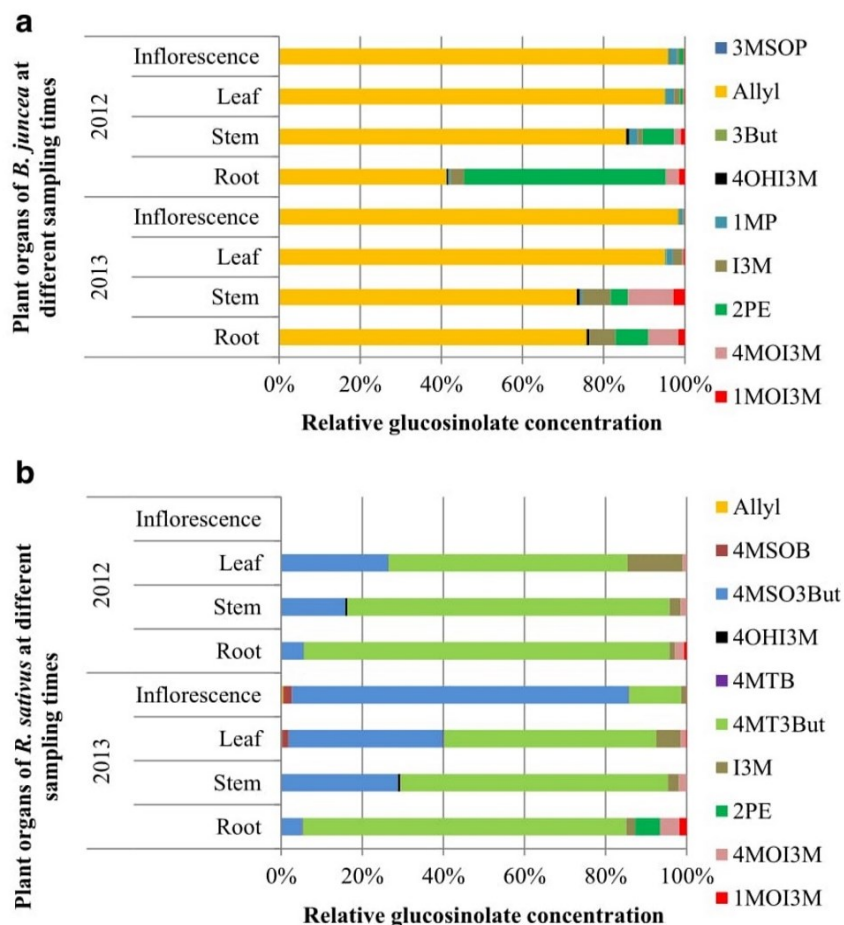 a
Plant organs of B. juncea at
different sampling times
2012
Inflorescence
Leaf
Stem
Root
2013
Inflorescence
Leaf
Stem
Root
0% 20% 40% 60% 80% 100%
Relative glucosinolate concentration
3MSOP
Allyl
3But
4OHI3M
1MP
I3M
2PE
4MOI3M
1MOI3M
b
Plant organs of R. sativus at different
sampling times
2012
Inflorescence
Leaf
Stem
Root
2013
Inflorescence
Leaf
Stem
Root
0% 20% 40% 60% 80% 100%
Relative glucosinolate concentration
Allyl
4MSOB
4MSO3But
4OHI3M
4MTB
4MT3But
I3M
2PE
4MOI3M
1MOI3M